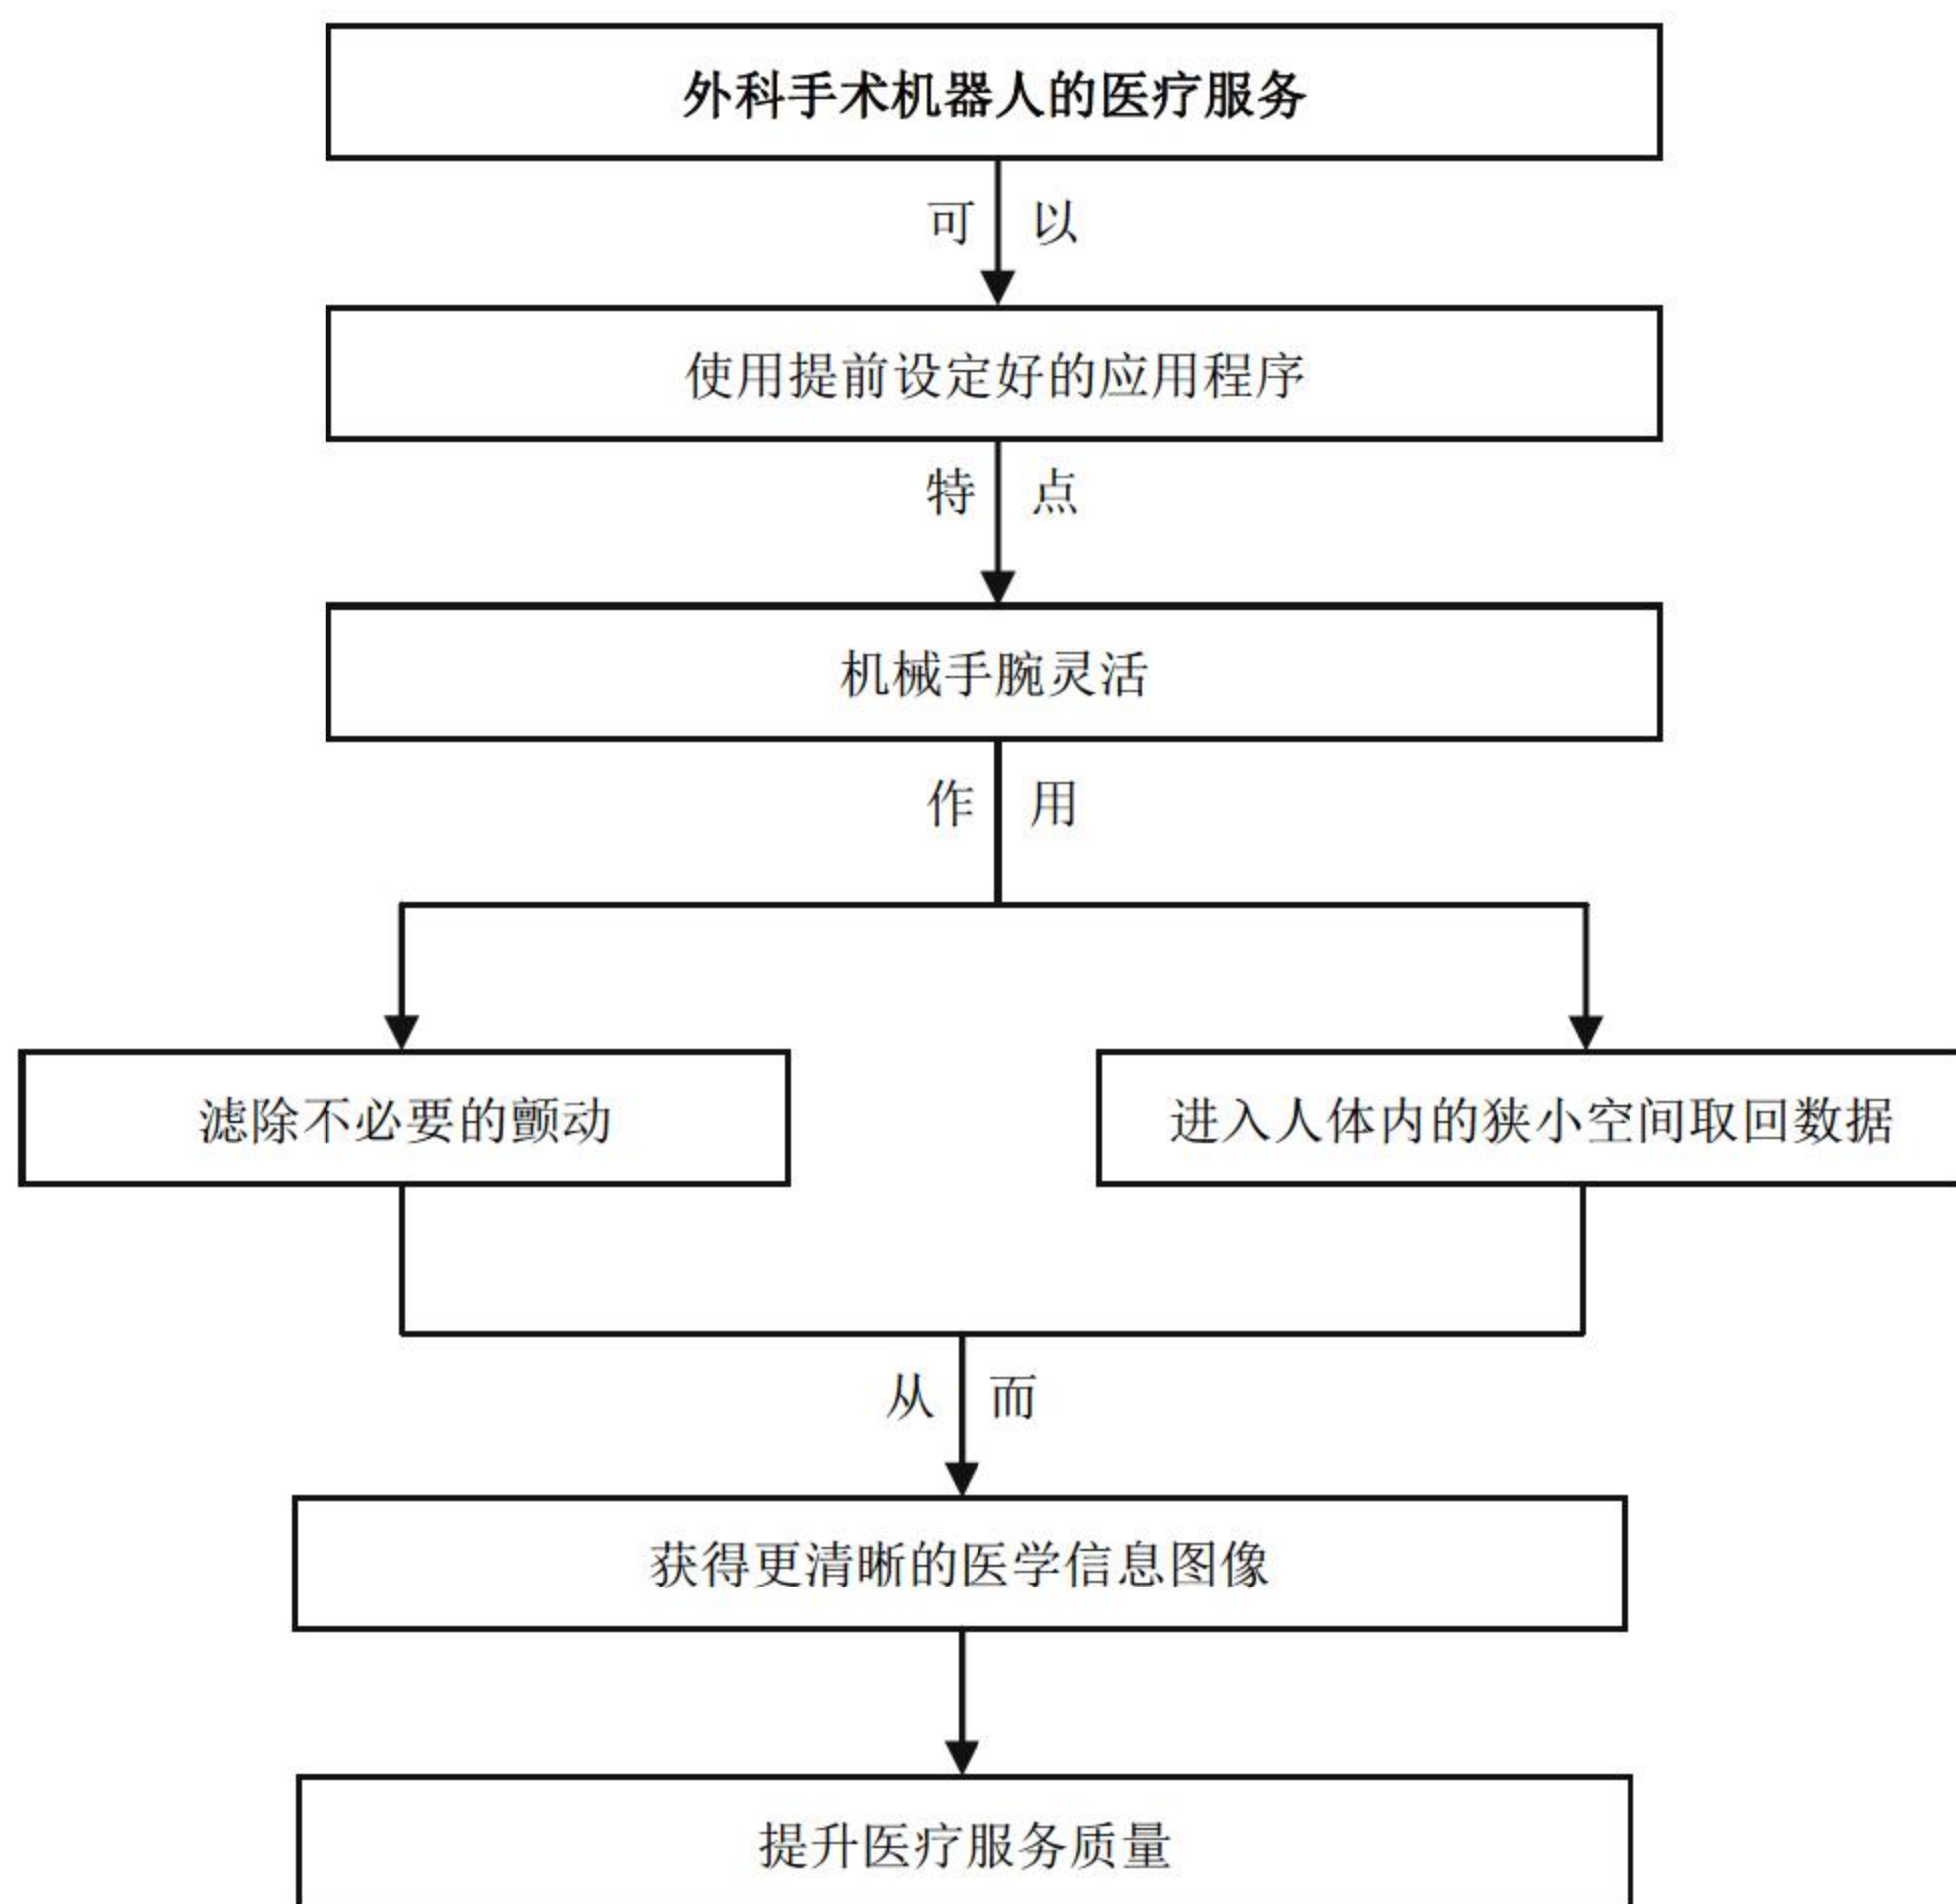 外科手术机器人的医疗服务
可以
使用提前设定好的应用程序
特点
机械手腕灵活
作用
滤除不必要的颤动
进入人体内的狭小空间取回数据
从而
获得更清晰的医学信息图像
提升医疗服务质量